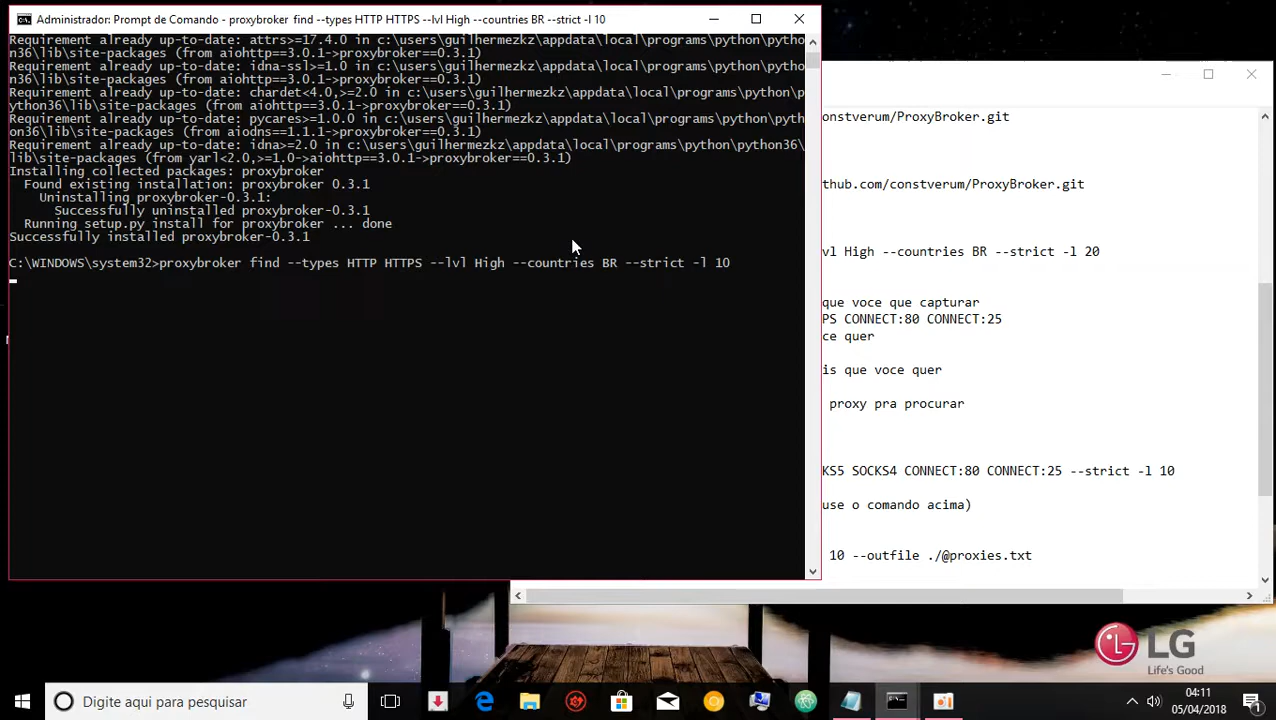 Administrador: Prompt de Comando - proxybroker find --types HTTP HTTPS --lvl High --countries BR --strict -l 10
Requirement already up-to-date: attrs>=17.4.0 in c:\users\guilhermezkz\appdata\local\programs\python\pytho
n36\lib\site-packages (from aiohttp==3.0.1->proxybroker==0.3.1)
Requirement already up-to-date: idna-ssl>=1.0 in c:\users\guilhermezkz\appdata\local\programs\python\pytho
n36\lib\site-packages (from aiohttp==3.0.1->proxybroker==0.3.1)
Requirement already up-to-date: chardet<4.0,>=2.0 in c:\users\guilhermezkz\appdata\local\programs\python\p
ython36\lib\site-packages (from aiohttp==3.0.1->proxybroker==0.3.1)
Requirement already up-to-date: pycares>=1.0.0 in c:\users\guilhermezkz\appdata\local\programs\python\pyth
on36\lib\site-packages (from aiodns==1.1.1->proxybroker==0.3.1)
Requirement already up-to-date: idna>=2.0 in c:\users\guilhermezkz\appdata\local\programs\python\python36\
lib\site-packages (from yarl<2.0,>=1.0->aiohttp==3.0.1->proxybroker==0.3.1)
Installing collected packages: proxybroker
Found existing installation: proxybroker 0.3.1
Uninstalling proxybroker-0.3.1:
Successfully uninstalled proxybroker-0.3.1
Running setup.py install for proxybroker ... done
Successfully installed proxybroker-0.3.1
C:\WINDOWS\system32>proxybroker find --types HTTP HTTPS --lvl High --countries BR --strict -l 10
onstverum/ProxyBroker.git
thub.com/constverum/ProxyBroker.git
vl High --countries BR --strict -l 20
que voce que capturar
PS CONNECT:80 CONNECT:25
ce quer
is que voce quer
proxy pra procurar
KS5 SOCKS4 CONNECT:80 CONNECT:25 --strict -l 10
use o comando acima)
10 --outfile ./@proxies.txt
LG
Life's Good
Digite aqui para pesquisar
04:11
05/04/2018
1